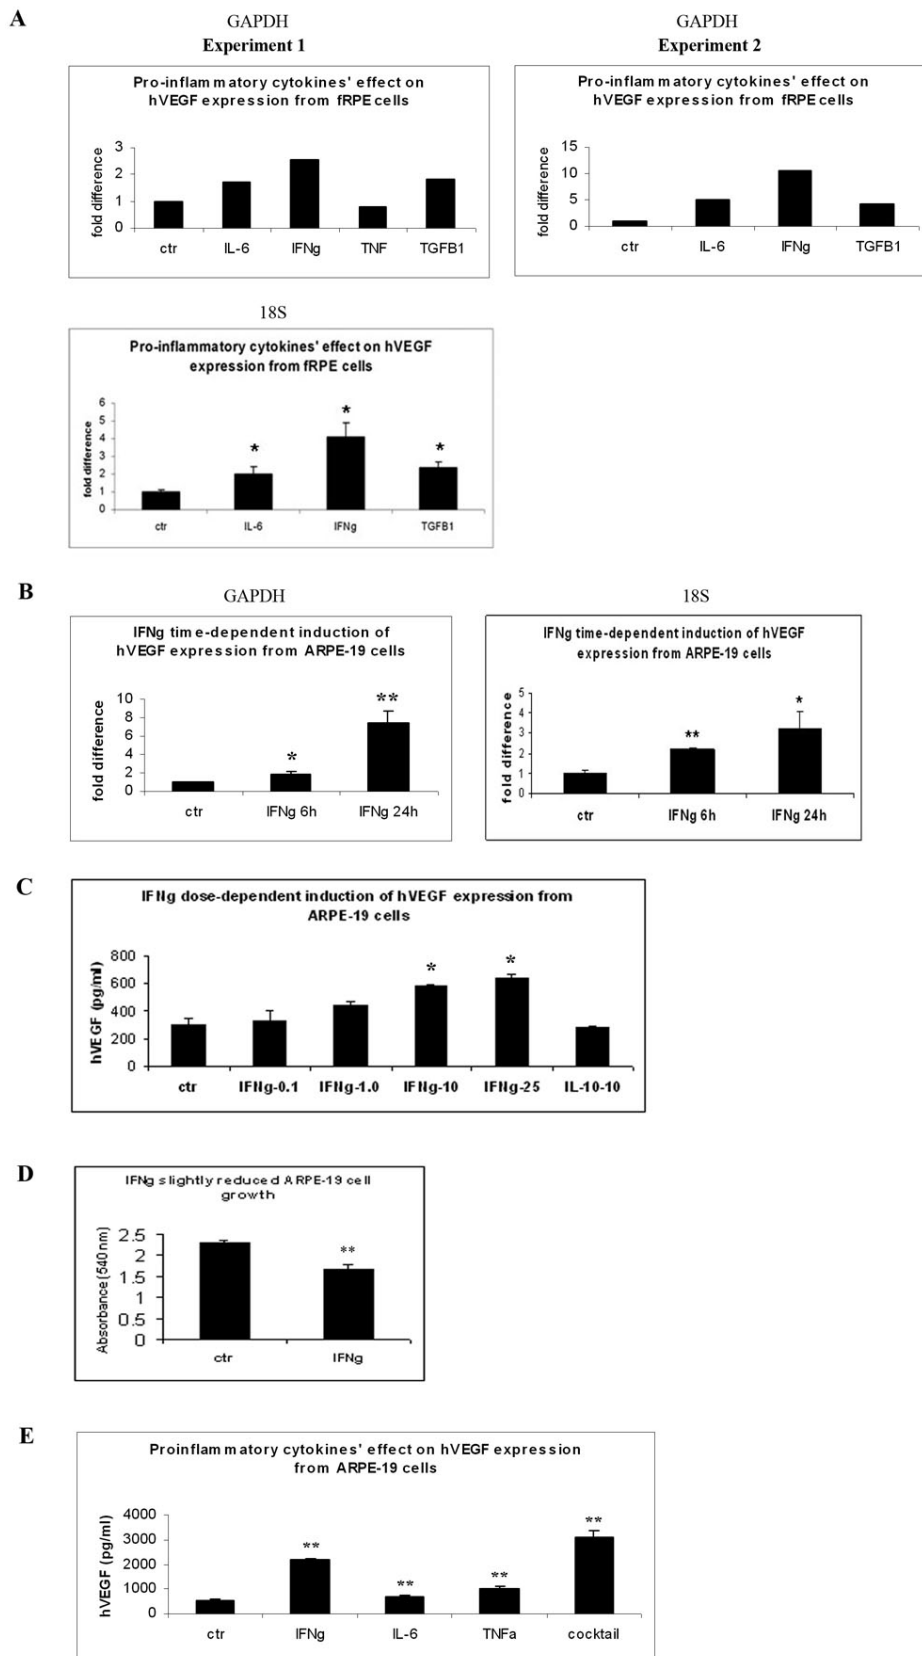 A
GAPDH
Experiment 1
Pro-inflammatory cytokines' effect on
hVEGF expression from fRPE cells
fold difference
3
2
1
0
ctr IL-6 IFNg TNF TGFB1
GAPDH
Experiment 2
Pro-inflammatory cytokines' effect on
hVEGF expression from fRPE cells
fold difference
15
10
5
0
ctr IL-6 IFNg TGFB1
18S
Pro-inflammatory cytokines' effect on hVEGF
expression from fRPE cells
fold difference
6
5
4
3
2
1
0
* * *
ctr IL-6 IFNg TGFB1
B
GAPDH
IFNg time-dependent induction of
hVEGF expression from ARPE-19 cells
fold difference
10
8
6
4
2
0
* **
ctr IFNg 6h IFNg 24h
18S
IFNg time-dependent induction of hVEGF
expression from ARPE-19 cells
fold difference
5
4
3
2
1
0
** *
ctr IFNg 6h IFNg 24h
C
IFNg dose-dependent induction of hVEGF expression from
ARPE-19 cells
hVEGF (pg/ml)
800
600
400
200
0
* *
ctr IFNg-0.1 IFNg-1.0 IFNg-10 IFNg-25 IL-10-10
D
IFNg slightly reduced ARPE-19 cell
growth
Absorbance (540 nm)
2.5
2
1.5
1
0.5
0
**
ctr IFNg
E
Proinflammatory cytokines' effect on hVEGF expression
from ARPE-19 cells
hVEGF (pg/ml)
4000
3000
2000
1000
0
** ** ** **
ctr IFNg IL-6 TNFa cocktail